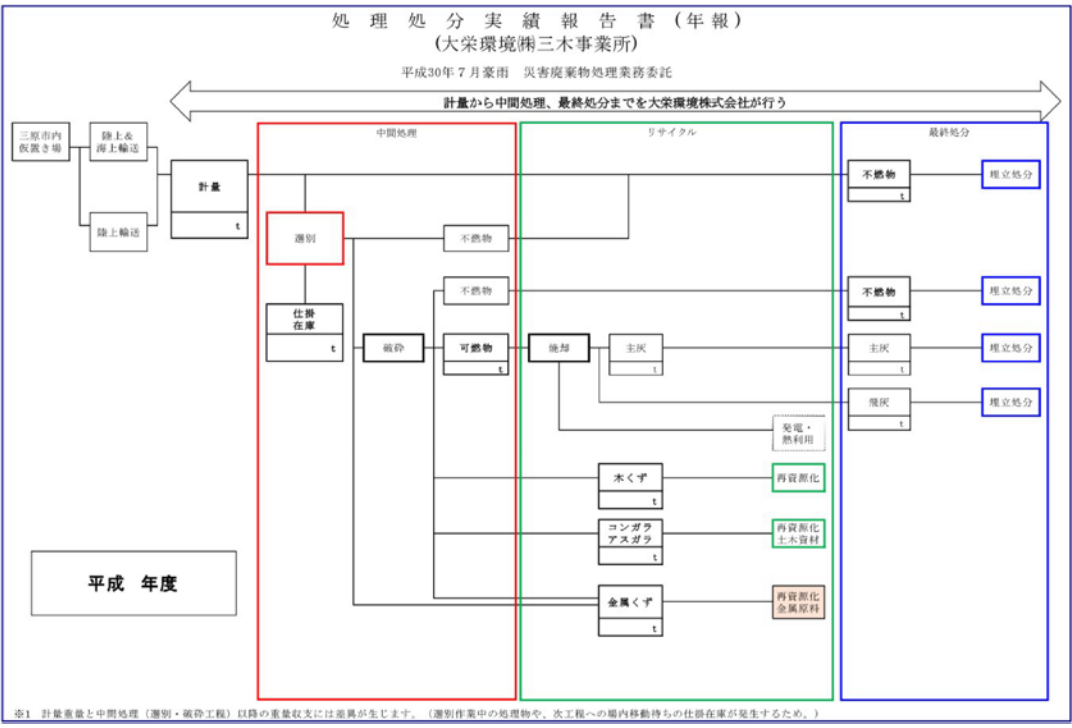 処 理 処 分 実 績 報 告 書 (年 報)
(大栄環境㈱三木事業所)
平成30年7月豪雨 災害廃棄物処理業務委託
計量から中間処理、最終処分までを大栄環境株式会社が行う
三原市内
仮置き場
陸上&
海上輸送
陸上輸送
計量
t
中間処理
選別
仕掛
在庫
t
破砕
不燃物
不燃物
可燃物
t
リサイクル
焼却
主灰
t
発電・
熱利用
木くず
t
再資源化
コンガラ
アスガラ
t
再資源化
土木資材
金属くず
t
再資源化
金属原料
最終処分
不燃物
t
埋立処分
不燃物
t
埋立処分
主灰
t
埋立処分
飛灰
t
埋立処分
平成 年度
※1 計量重量と中間処理（選別・破砕工程）以降の重量収支には差異が生じます。（選別作業中の処理物や、次工程への場内移動待ちの仕掛在庫が発生するため。）